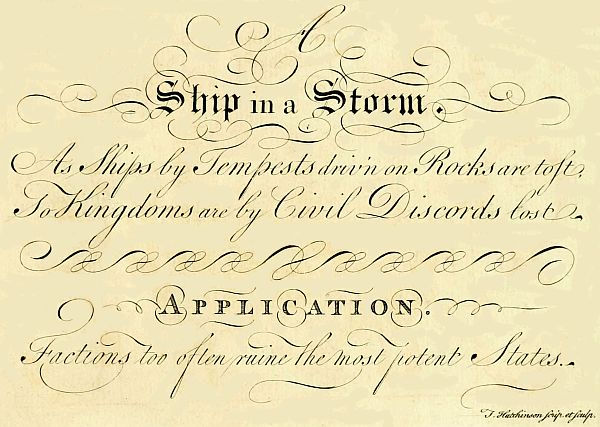 A
Ship in a Storm.
As Ships by Tempests driv'n on Rocks are tost,
So Kingdoms are by Civil Discords lost.
APPLICATION.
Factions too often ruine the most potent States.
J. Hutchinson scrip. et sculp.